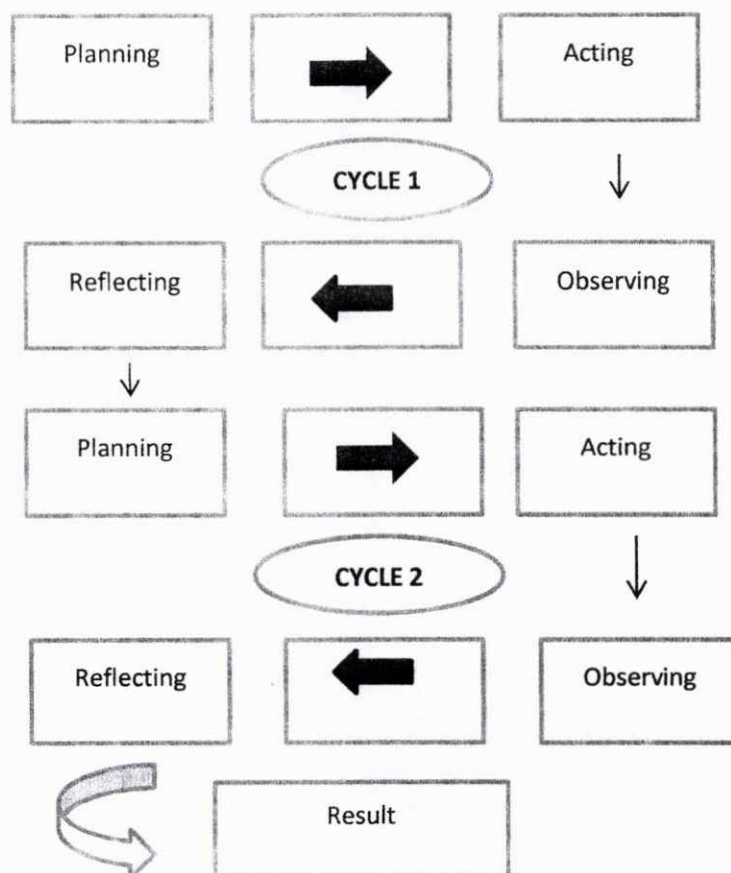 Planning
Acting
CYCLE 1
Reflecting
Observing
Planning
Acting
CYCLE 2
Reflecting
Observing
Result